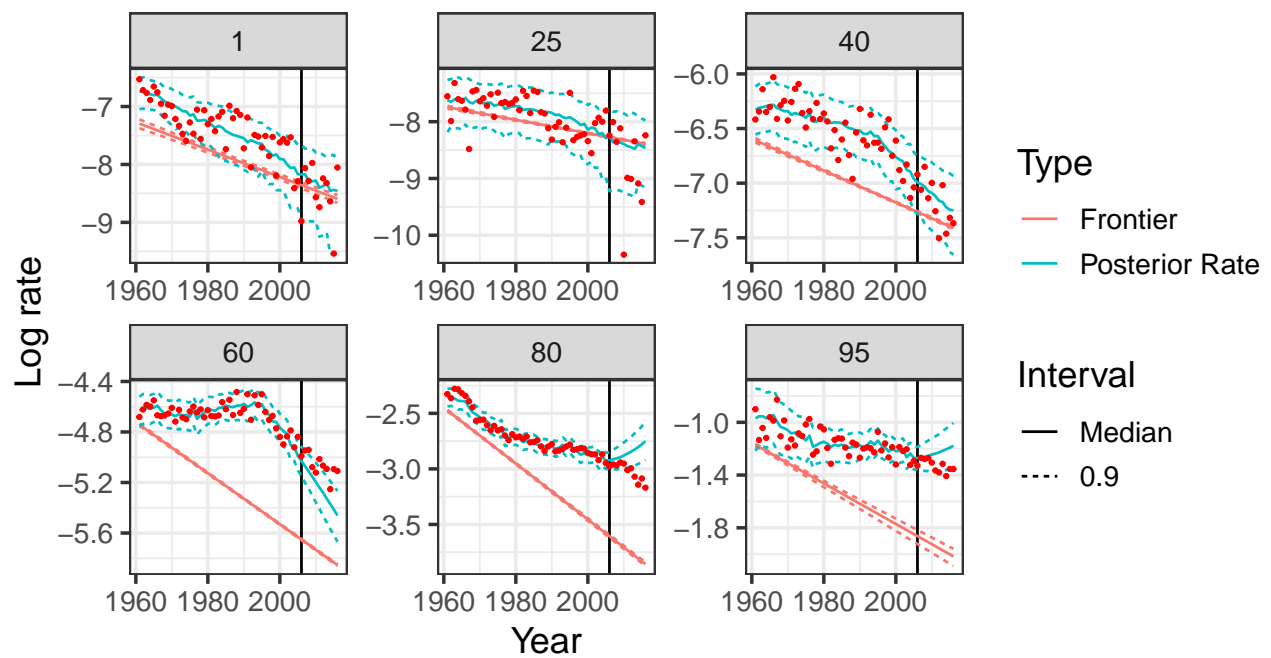 1
25
40
−7
−8
−9
−8
−9
−10
−6.0
−6.5
−7.0
−7.5
1960 1980 2000
1960 1980 2000
1960 1980 2000
60
80
95
−4.4
−4.8
−5.2
−5.6
−2.5
−3.0
−3.5
−1.0
−1.4
−1.8
1960 1980 2000
1960 1980 2000
1960 1980 2000
Log rate
Year
Type
Frontier
Posterior Rate
Interval
Median
0.9